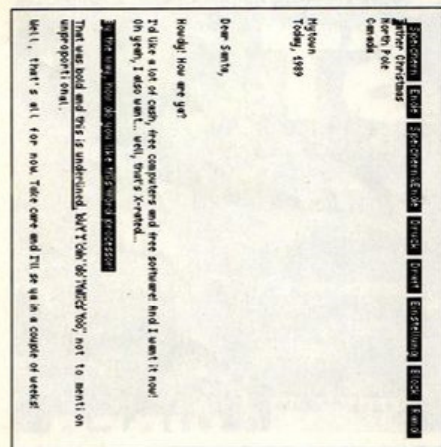 Speichern Ende Speichern&Ende Druck Draft Einstellung Block Rand
Father Christmas
North Pole
Canada
Mytown
Today, 1989
Dear Santa,
Howdy! How are ya?
I'd like a lot of cash, free computers and free software! And I want it now!
Oh yeah, I also want... well, that's X-rated...
By the way, how do you like this word processor?
That was bold and this is underlined, but I can do italics too, not to mention
unproportional.
Well, that's all for now. Take care and I'll se ya in a couple of weeks!